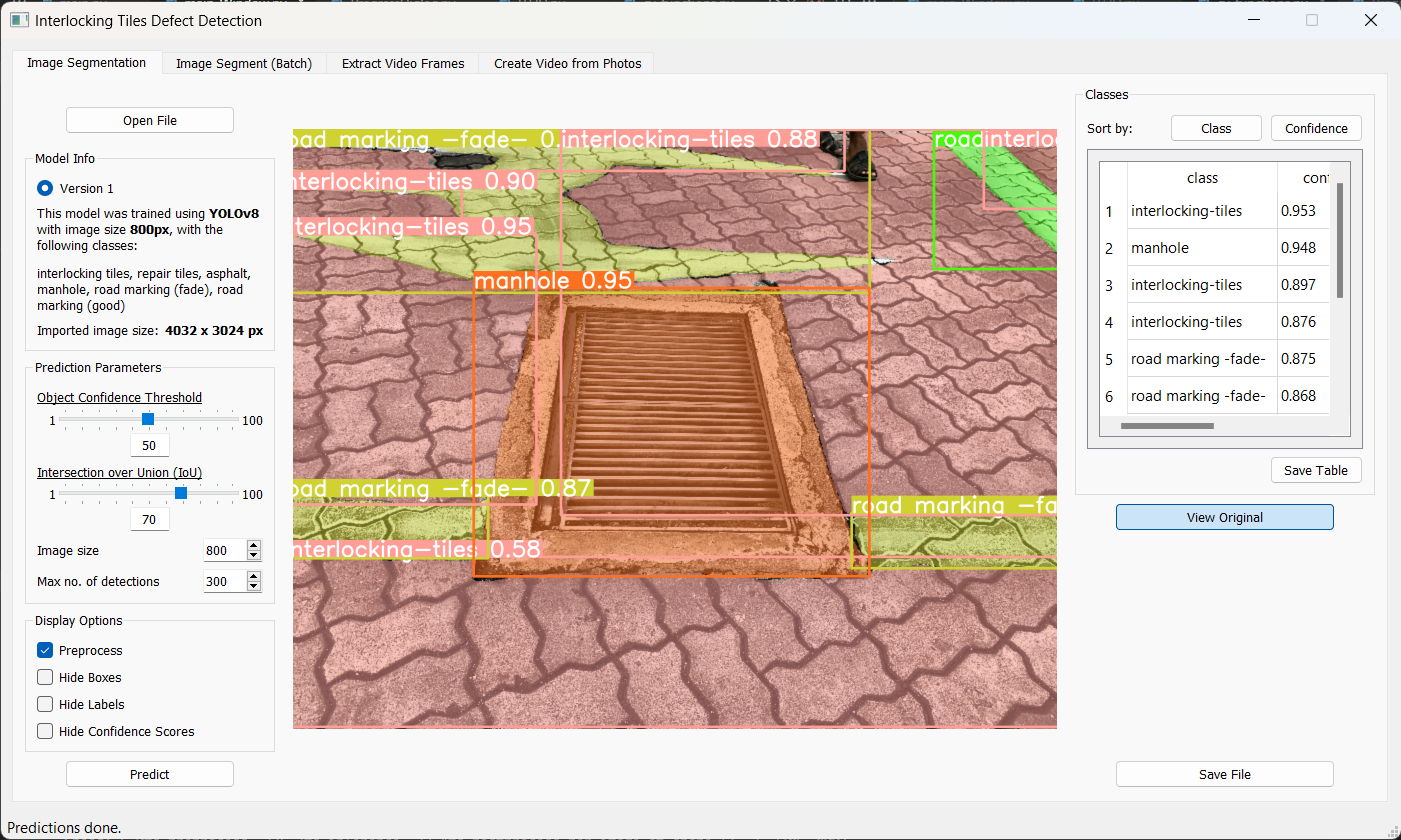 Interlocking Tiles Defect Detection
Image Segmentation
Image Segment (Batch)
Extract Video Frames
Create Video from Photos
Open File
Model Info
Version 1
This model was trained using YOLOv8
with image size 800px, with the
following classes:
interlocking tiles, repair tiles, asphalt,
manhole, road marking (fade), road
marking (good)
Imported image size: 4032 x 3024 px
Prediction Parameters
Object Confidence Threshold
1 100
50
Intersection over Union (IoU)
1 100
70
Image size 800
Max no. of detections 300
Display Options
Preprocess
Hide Boxes
Hide Labels
Hide Confidence Scores
Predict
oad marking -fade- 0.
interlocking-tiles 0.88
road
interlo
nterlocking-tiles 0.90
terlocking-tiles 0.95
manhole 0.95
oad marking -fade- 0.87
road marking -fa
nterlocking-tiles 0.58
Classes
Sort by: Class Confidence
class conf
1 interlocking-tiles 0.953
2 manhole 0.948
3 interlocking-tiles 0.897
4 interlocking-tiles 0.876
5 road marking -fade- 0.875
6 road marking -fade- 0.868
Save Table
View Original
Save File
Predictions done.